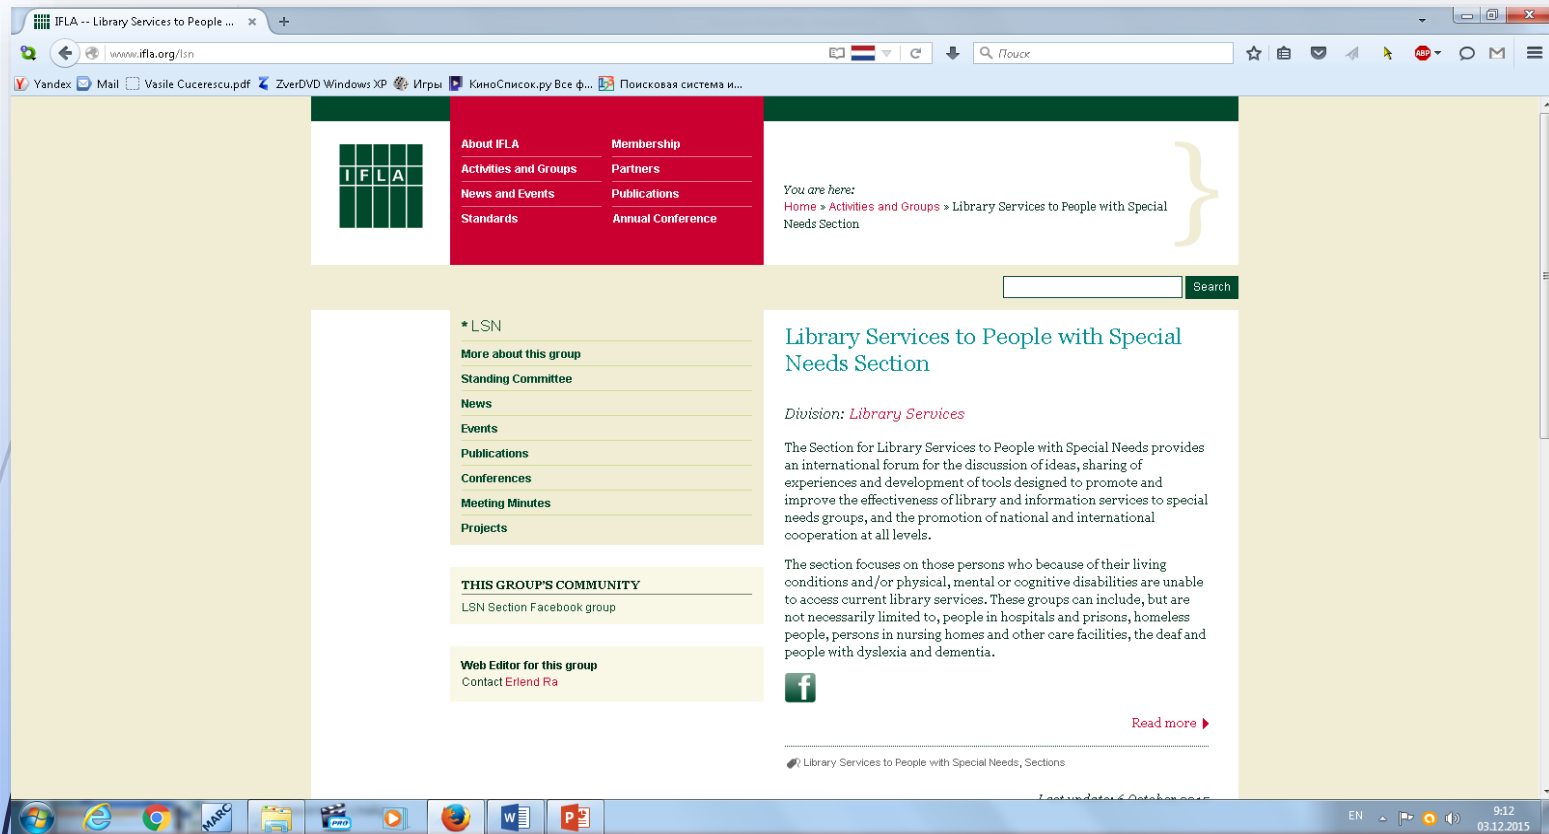 IFLA -- Library Services to People ...
www.ifla.org/lsn
Поиск
ABP
Yandex Mail Vasile Cucerescu.pdf ZverDVD Windows XP Игры КиноСписок.ру Все ф... Поисковая система и...
IFLA
About IFLA
Activities and Groups
News and Events
Standards
Membership
Partners
Publications
Annual Conference
You are here:
Home » Activities and Groups » Library Services to People with Special
Needs Section
Search
* LSN
More about this group
Standing Committee
News
Events
Publications
Conferences
Meeting Minutes
Projects
THIS GROUP'S COMMUNITY
LSN Section Facebook group
Web Editor for this group
Contact Erlend Ra
Library Services to People with Special
Needs Section
Division: Library Services
The Section for Library Services to People with Special Needs provides
an international forum for the discussion of ideas, sharing of
experiences and development of tools designed to promote and
improve the effectiveness of library and information services to special
needs groups, and the promotion of national and international
cooperation at all levels.
The section focuses on those persons who because of their living
conditions and/or physical, mental or cognitive disabilities are unable
to access current library services. These groups can include, but are
not necessarily limited to, people in hospitals and prisons, homeless
people, persons in nursing homes and other care facilities, the deaf and
people with dyslexia and dementia.
Read more
Library Services to People with Special Needs, Sections
Last update: 6 October 2015
MARC
PRO
EN
9:12
03.12.2015